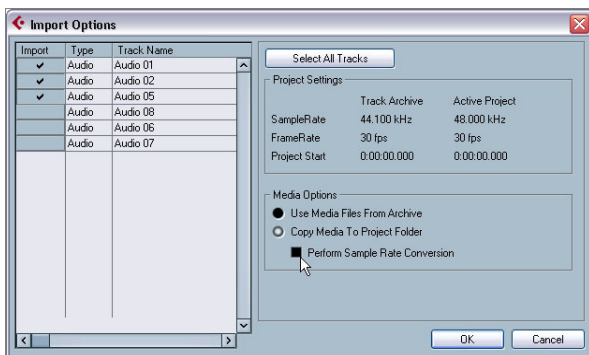 Import Options
Import Type Track Name
Audio Audio 01
Audio Audio 02
Audio Audio 05
Audio Audio 08
Audio Audio 06
Audio Audio 07
Select All Tracks
Project Settings
Track Archive Active Project
SampleRate 44.100 kHz 48.000 kHz
FrameRate 30 fps 30 fps
Project Start 0:00:00.000 0:00:00.000
Media Options
Use Media Files From Archive
Copy Media To Project Folder
Perform Sample Rate Conversion
OK Cancel